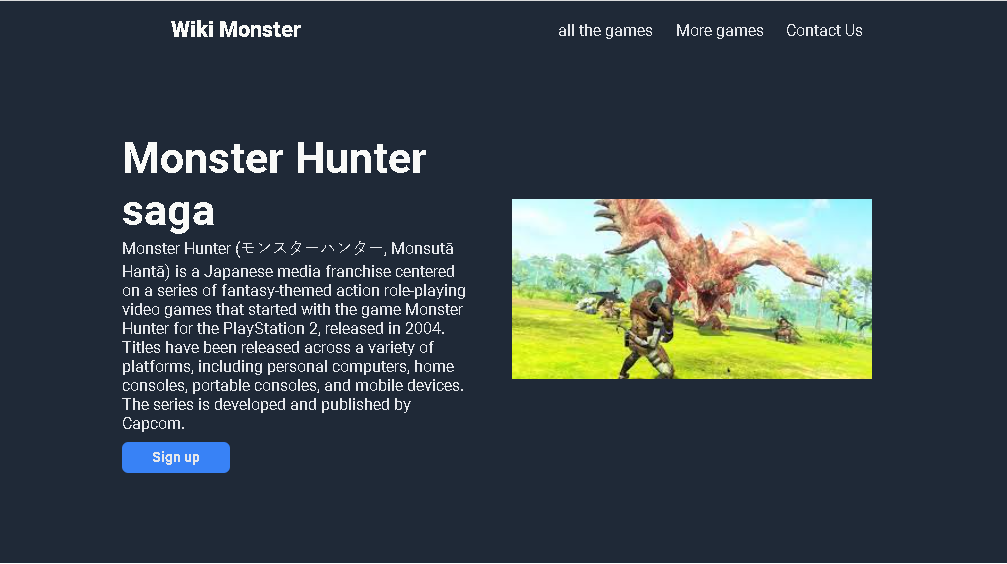 Wiki Monster
all the games More games Contact Us
Monster Hunter
saga
Monster Hunter (モンスターハンター, Monsutā
Hantā) is a Japanese media franchise centered
on a series of fantasy-themed action role-playing
video games that started with the game Monster
Hunter for the PlayStation 2, released in 2004.
Titles have been released across a variety of
platforms, including personal computers, home
consoles, portable consoles, and mobile devices.
The series is developed and published by
Capcom.
Sign up